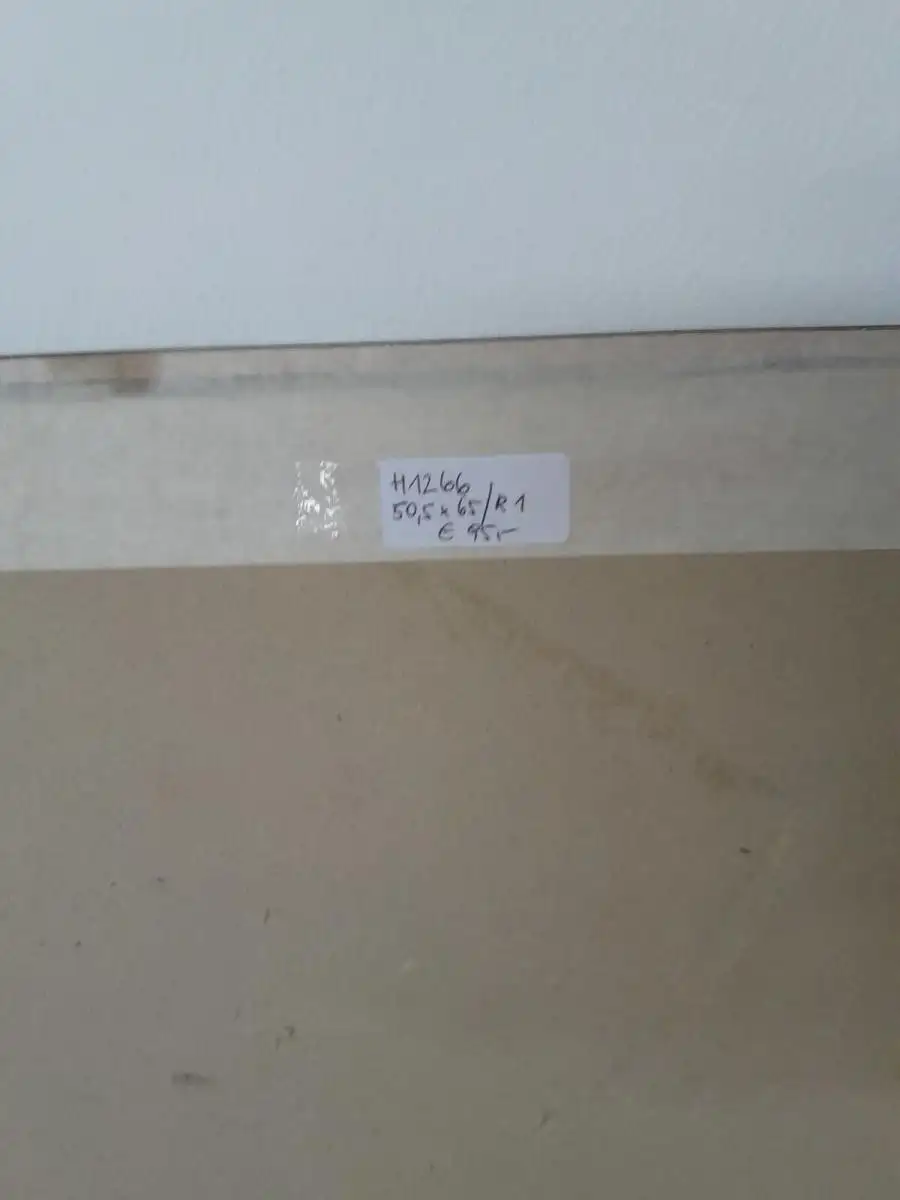 H1266
50,5 x 65/R1
€ 95,-